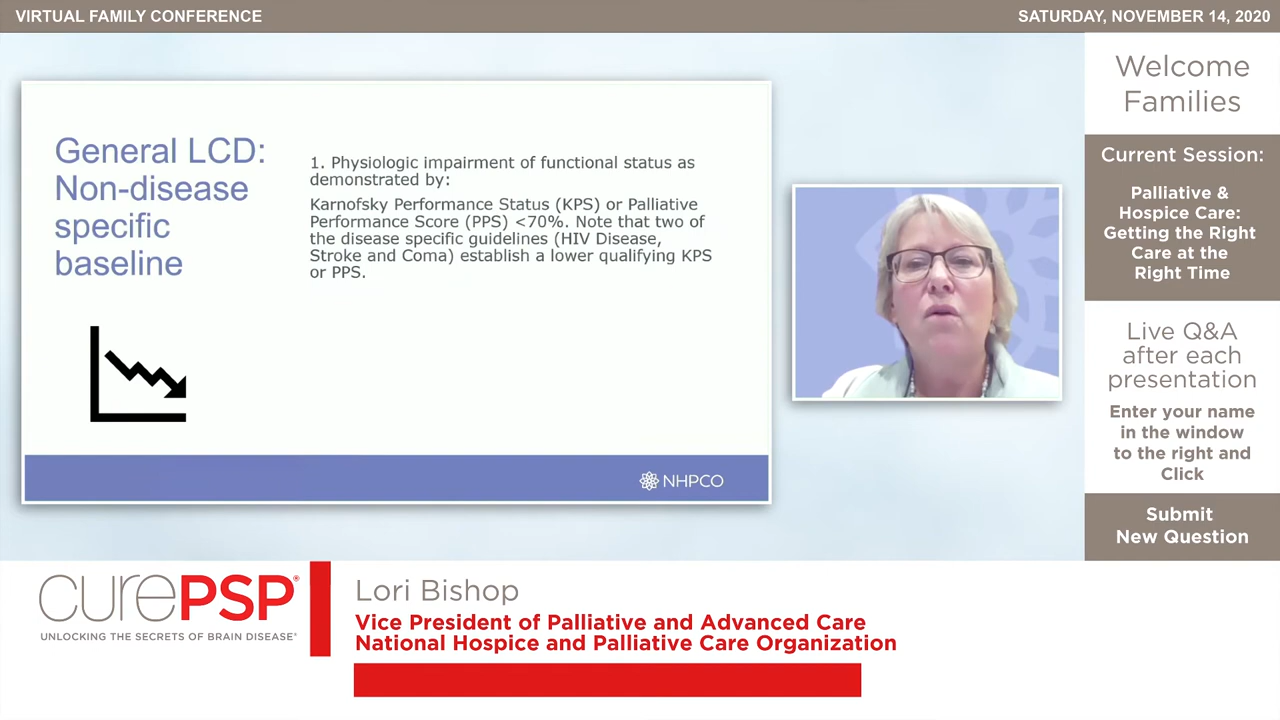 VIRTUAL FAMILY CONFERENCE
SATURDAY, NOVEMBER 14, 2020
General LCD:
Non-disease
specific
baseline
1. Physiologic impairment of functional status as
demonstrated by:
Karnofsky Performance Status (KPS) or Palliative
Performance Score (PPS) <70%. Note that two of
the disease specific guidelines (HIV Disease,
Stroke and Coma) establish a lower qualifying KPS
or PPS.
NHPCO
Welcome
Families
Current Session:
Palliative &
Hospice Care:
Getting the Right
Care at the
Right Time
Live Q&A
after each
presentation
Enter your name
in the window
to the right and
Click
Submit
New Question
curePSP®
UNLOCKING THE SECRETS OF BRAIN DISEASE®
Lori Bishop
Vice President of Palliative and Advanced Care
National Hospice and Palliative Care Organization